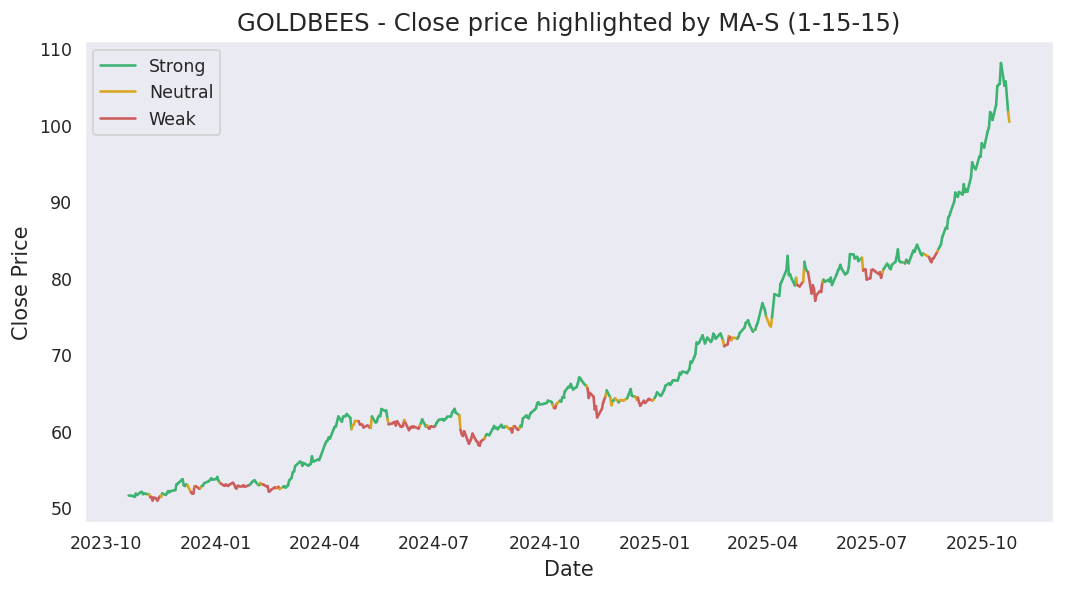 GOLDBEES - Close price highlighted by MA-S (1-15-15)
Strong
Neutral
Weak
Close Price
110
100
90
80
70
60
50
2023-10 2024-01 2024-04 2024-07 2024-10 2025-01 2025-04 2025-07 2025-10
Date